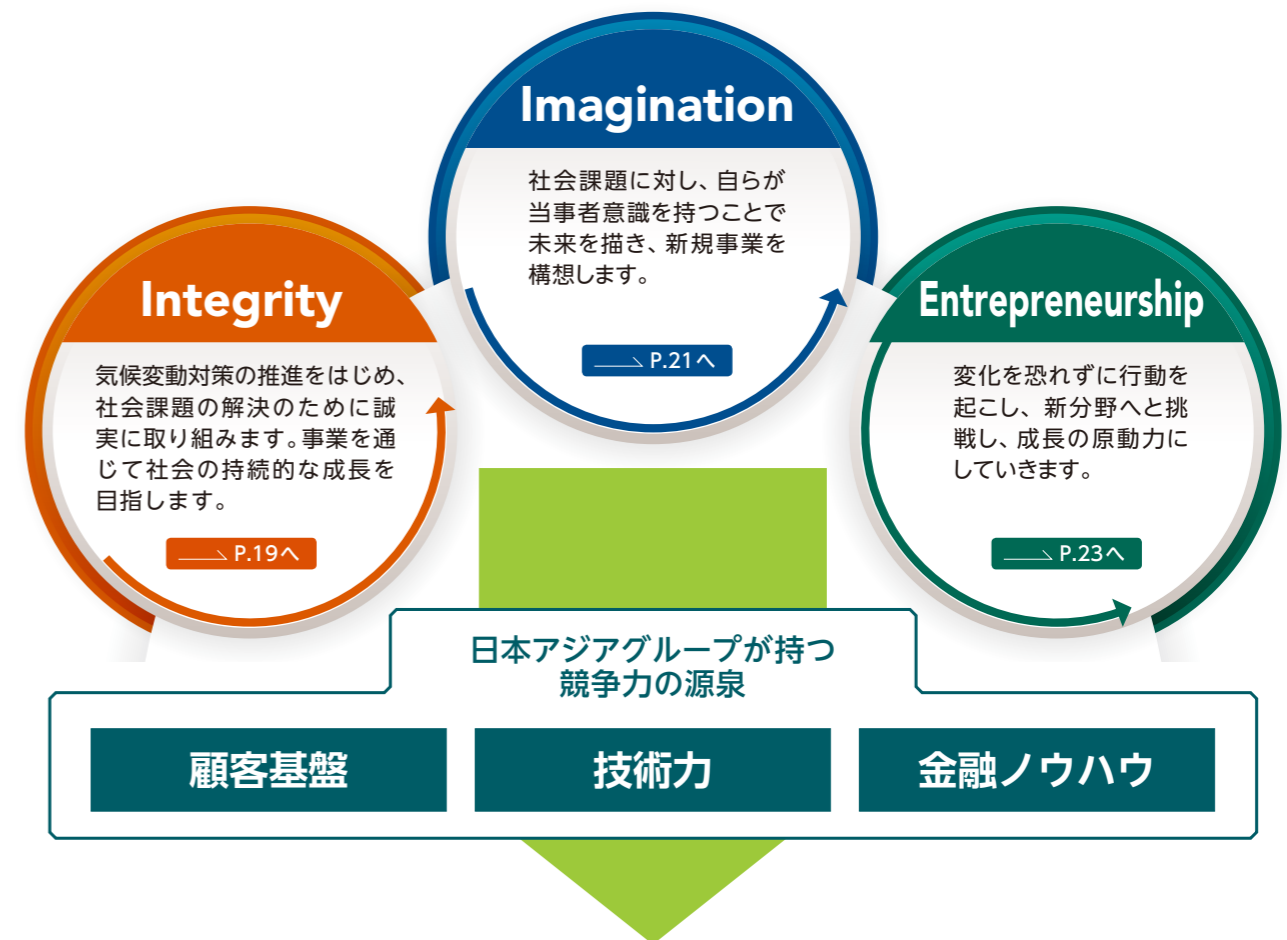 Imagination
社会課題に対し、自らが
当事者意識を持つことで
未来を描き、新規事業を
構想します。
P.21へ
Integrity
気候変動対策の推進をはじめ、
社会課題の解決のために誠
実に取り組みます。事業を通
じて社会の持続的な成長を
目指します。
P.19へ
Entrepreneurship
変化を恐れずに行動を
起こし、新分野へと挑
戦し、成長の原動力に
していきます。
P.23へ
日本アジアグループが持つ
競争力の源泉
顧客基盤
技術力
金融ノウハウ